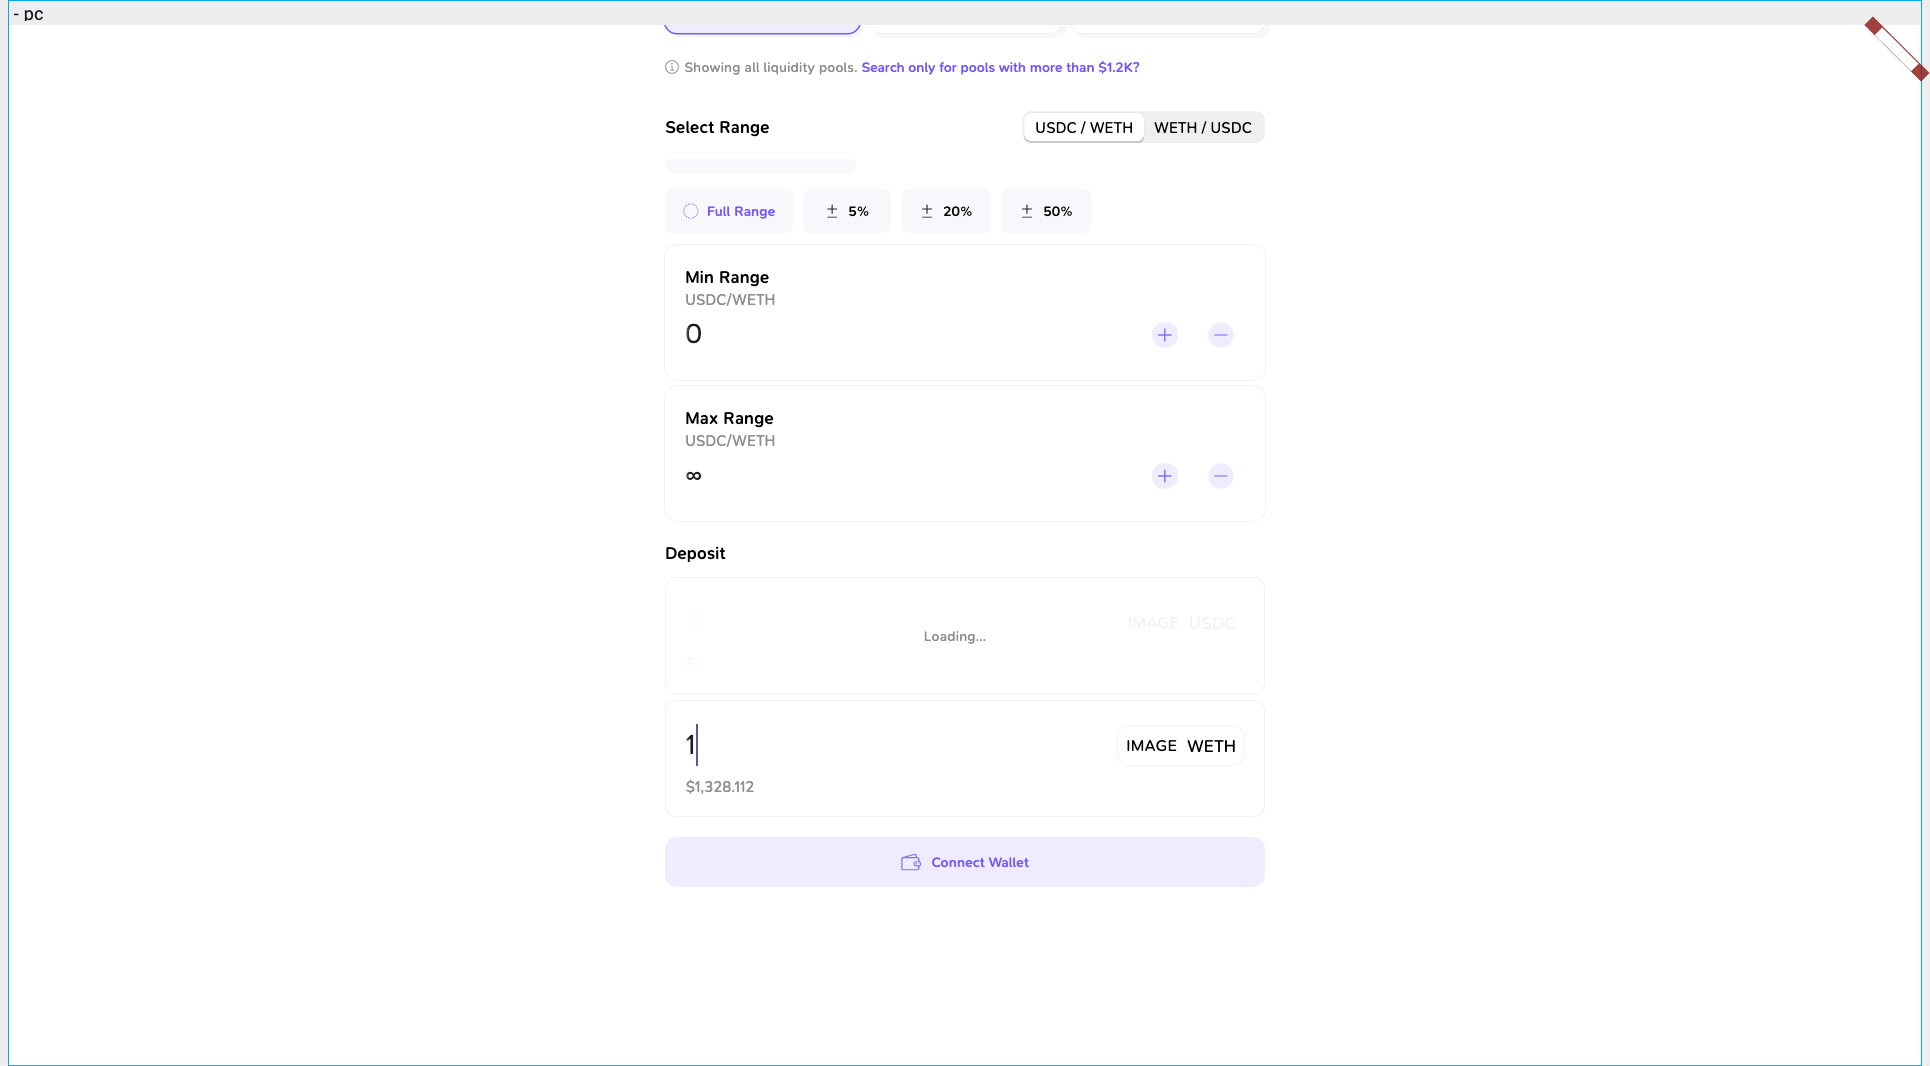 - pc
Showing all liquidity pools. Search only for pools with more than $1.2K?
Select Range
USDC / WETH
WETH / USDC
Full Range
± 5%
± 20%
± 50%
Min Range
USDC/WETH
0
Max Range
USDC/WETH
∞
Deposit
0
IMAGE USDC
Loading...
$-
1
IMAGE WETH
$1,328.112
Connect Wallet